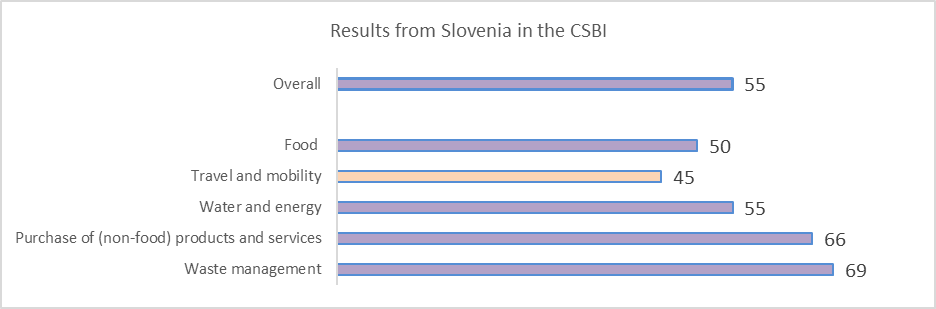 Results from Slovenia in the CSBI
Overall 55
Food 50
Travel and mobility 45
Water and energy 55
Purchase of (non-food) products and services 66
Waste management 69